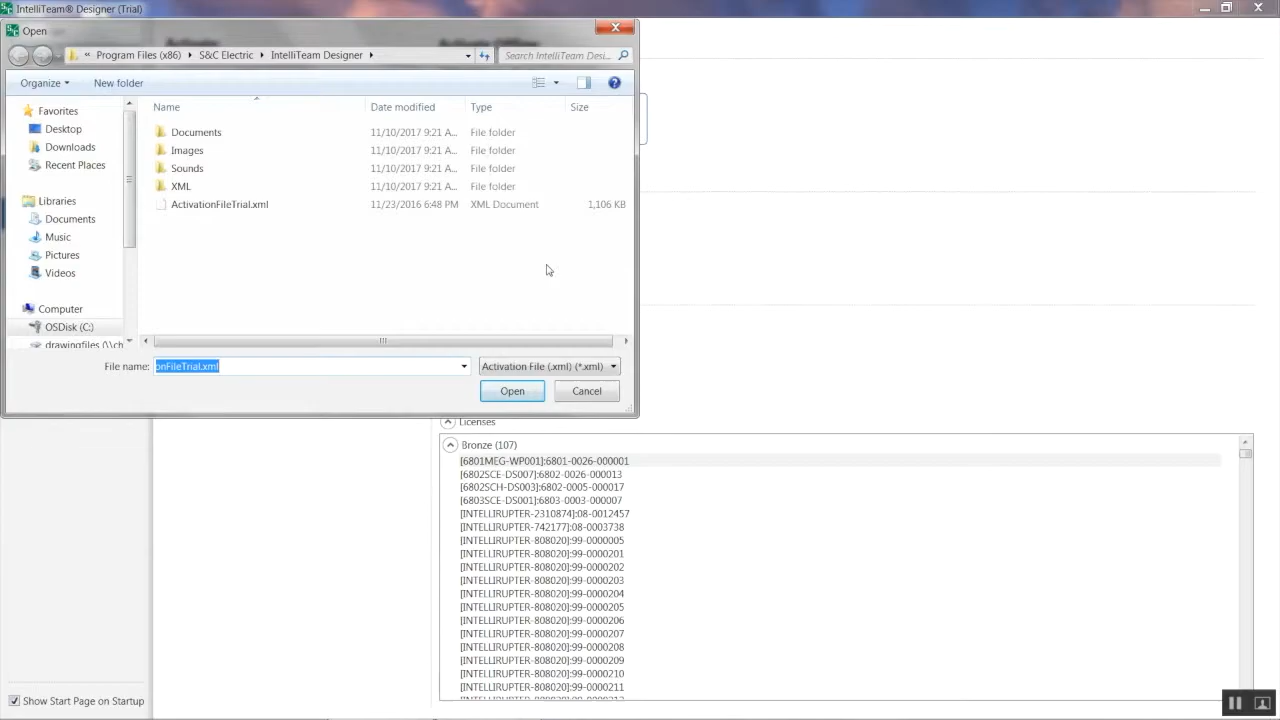 IntelliTeam® Designer (Trial)
Open
« Program Files (x86) ▸ S&C Electric ▸ IntelliTeam Designer ▸
Search IntelliTeam Desi...
Organize
New folder
Name Date modified Type Size
Favorites
Desktop
Downloads
Recent Places
Libraries
Documents
Music
Pictures
Videos
Computer
OSDisk (C:)
drawingfiles (\\ch
Documents 11/10/2017 9:21 A... File folder
Images 11/10/2017 9:21 A... File folder
Sounds 11/10/2017 9:21 A... File folder
XML 11/10/2017 9:21 A... File folder
ActivationFileTrial.xml 11/23/2016 6:48 PM XML Document 1,106 KB
File name: onFileTrial.xml Activation File (.xml) (*.xml)
Open Cancel
Licenses
Bronze (107)
[6801MEG-WP001]:6801-0026-000001
[6802SCE-DS007]:6802-0026-000013
[6802SCH-DS003]:6802-0005-000017
[6803SCE-DS001]:6803-0003-000007
[INTELLIRUPTER-2310874]:08-0012457
[INTELLIRUPTER-742177]:08-0003738
[INTELLIRUPTER-808020]:99-0000005
[INTELLIRUPTER-808020]:99-0000201
[INTELLIRUPTER-808020]:99-0000202
[INTELLIRUPTER-808020]:99-0000203
[INTELLIRUPTER-808020]:99-0000204
[INTELLIRUPTER-808020]:99-0000205
[INTELLIRUPTER-808020]:99-0000206
[INTELLIRUPTER-808020]:99-0000207
[INTELLIRUPTER-808020]:99-0000208
[INTELLIRUPTER-808020]:99-0000209
[INTELLIRUPTER-808020]:99-0000210
[INTELLIRUPTER-808020]:99-0000211
Show Start Page on Startup